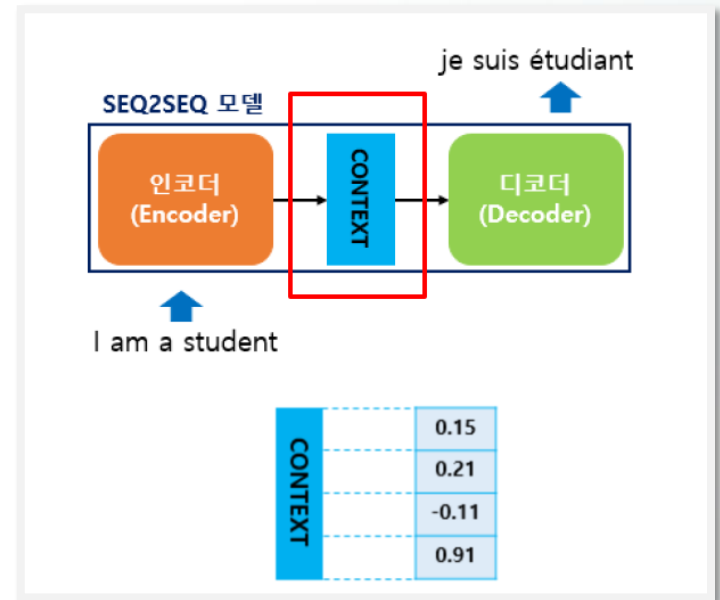 je suis étudiant
SEQ2SEQ 모델
인코더
(Encoder)
CONTEXT
디코더
(Decoder)
I am a student
CONTEXT
0.15
0.21
-0.11
0.91